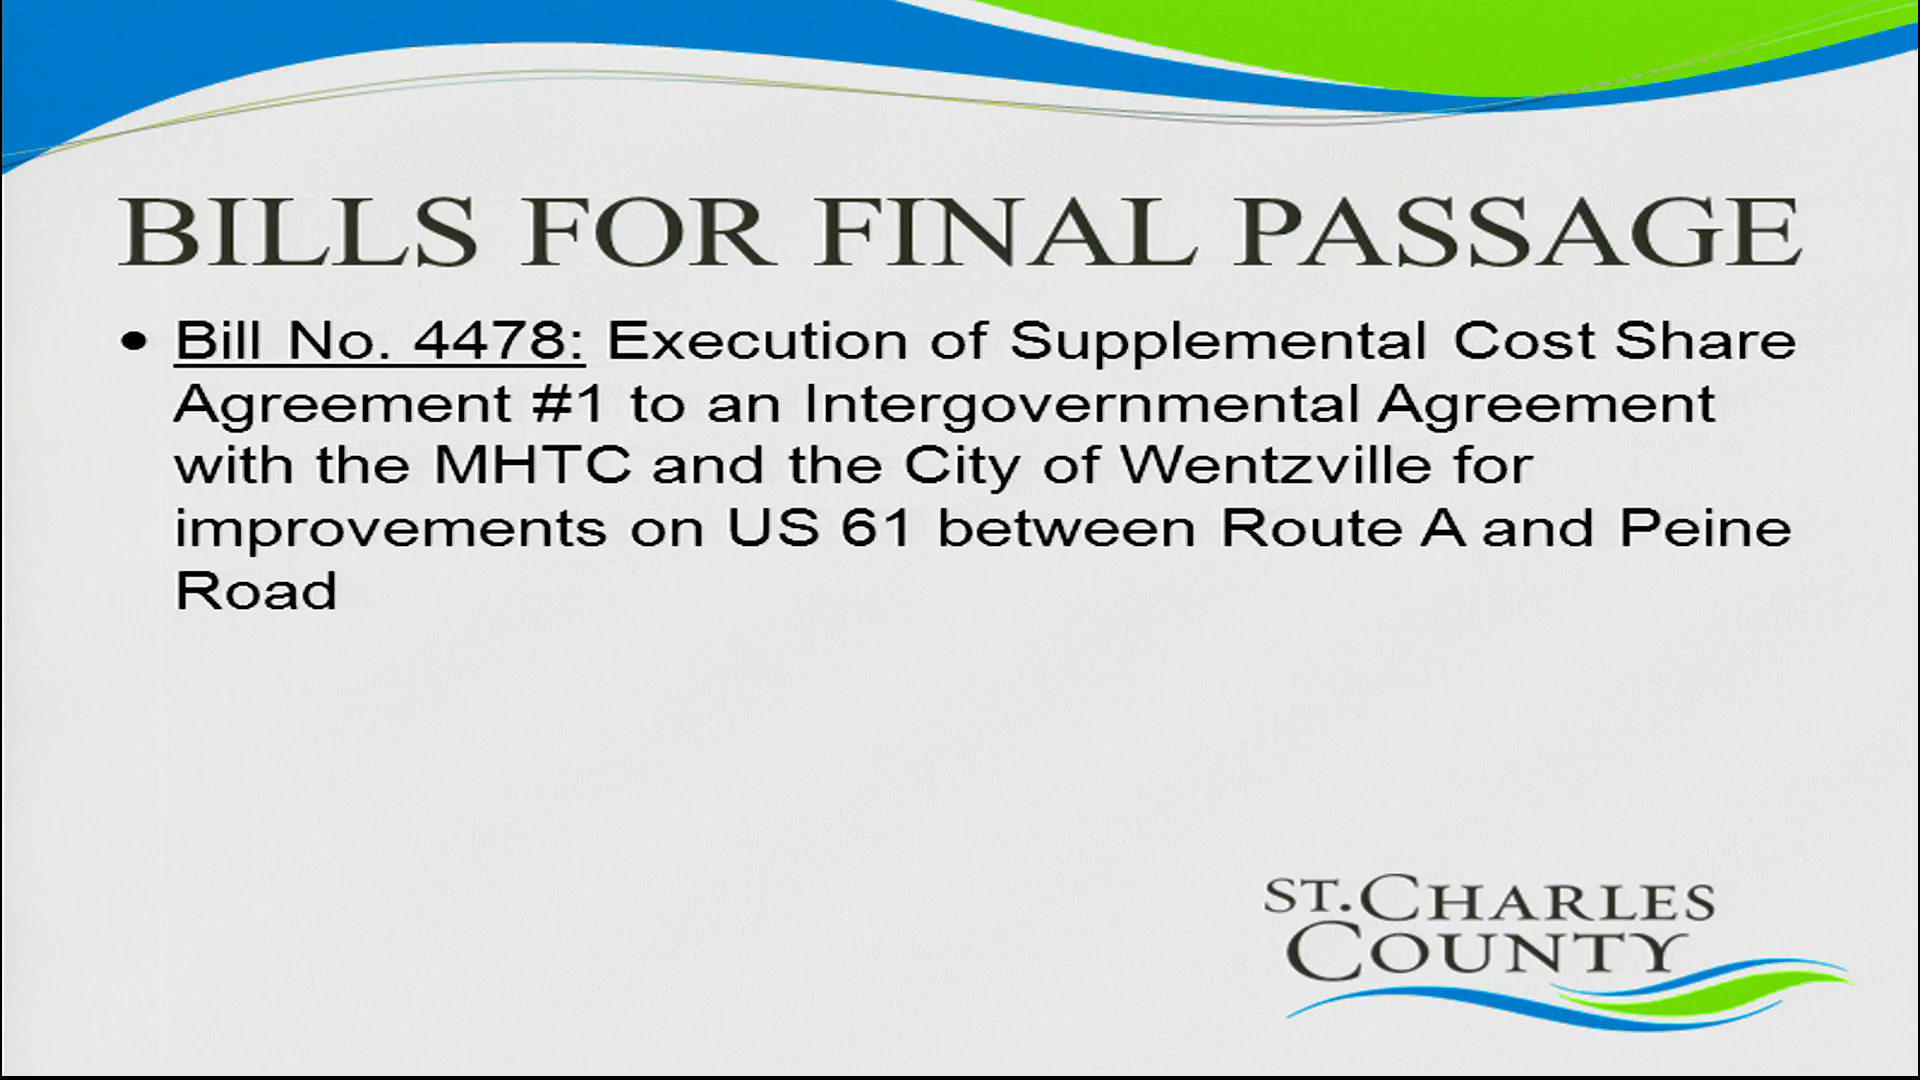 BILLS FOR FINAL PASSAGE
• Bill No. 4478: Execution of Supplemental Cost Share
Agreement #1 to an Intergovernmental Agreement
with the MHTC and the City of Wentzville for
improvements on US 61 between Route A and Peine
Road
ST. CHARLES
COUNTY